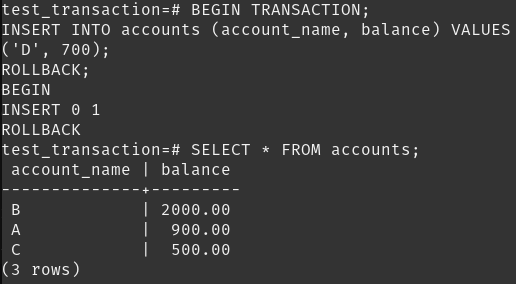 test_transaction=# BEGIN TRANSACTION;
INSERT INTO accounts (account_name, balance) VALUES
('D', 700);
ROLLBACK;
BEGIN
INSERT 0 1
ROLLBACK
test_transaction=# SELECT * FROM accounts;
 account_name | balance
--------------+---------
 B            | 2000.00
 A            |  900.00
 C            |  500.00
(3 rows)